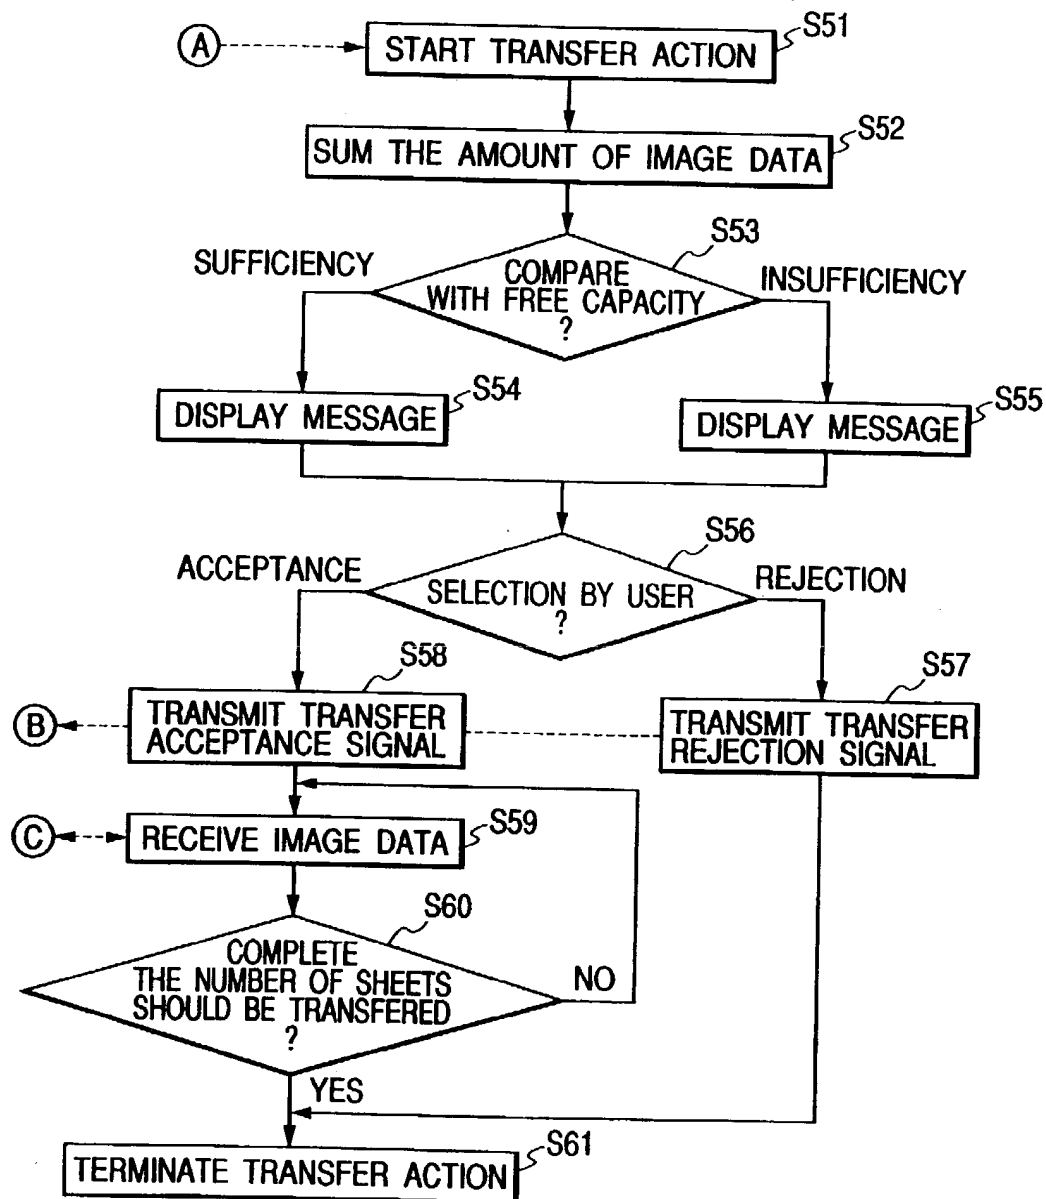 S51
A
START TRANSFER ACTION
S52
SUM THE AMOUNT OF IMAGE DATA
S53
SUFFICIENCY
COMPARE
WITH FREE CAPACITY
?
INSUFFICIENCY
S54
DISPLAY MESSAGE
S55
DISPLAY MESSAGE
S56
ACCEPTANCE
SELECTION BY USER
?
REJECTION
S58
B
TRANSMIT TRANSFER
ACCEPTANCE SIGNAL
S57
TRANSMIT TRANSFER
REJECTION SIGNAL
S59
C
RECEIVE IMAGE DATA
S60
COMPLETE
THE NUMBER OF SHEETS
SHOULD BE TRANSFERED
?
NO
YES
S61
TERMINATE TRANSFER ACTION